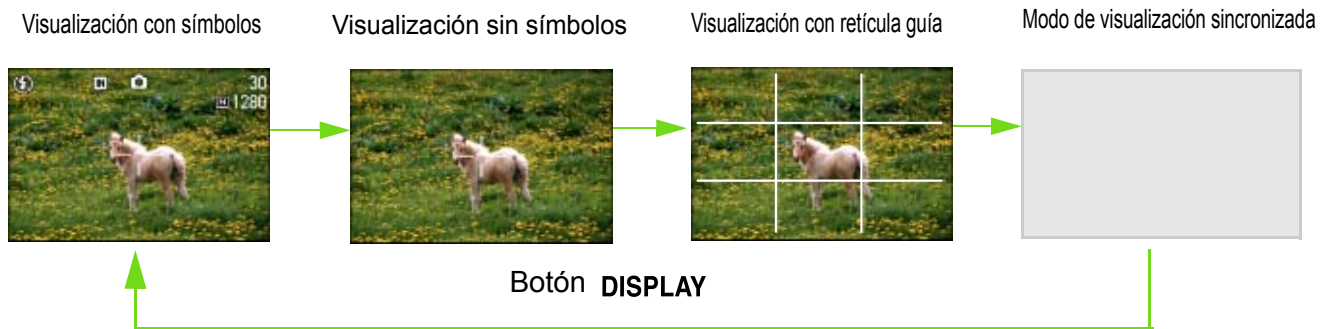 Visualización con símbolos
Visualización sin símbolos
Visualización con retícula guía
Modo de visualización sincronizada
30
N 1280
Botón DISPLAY